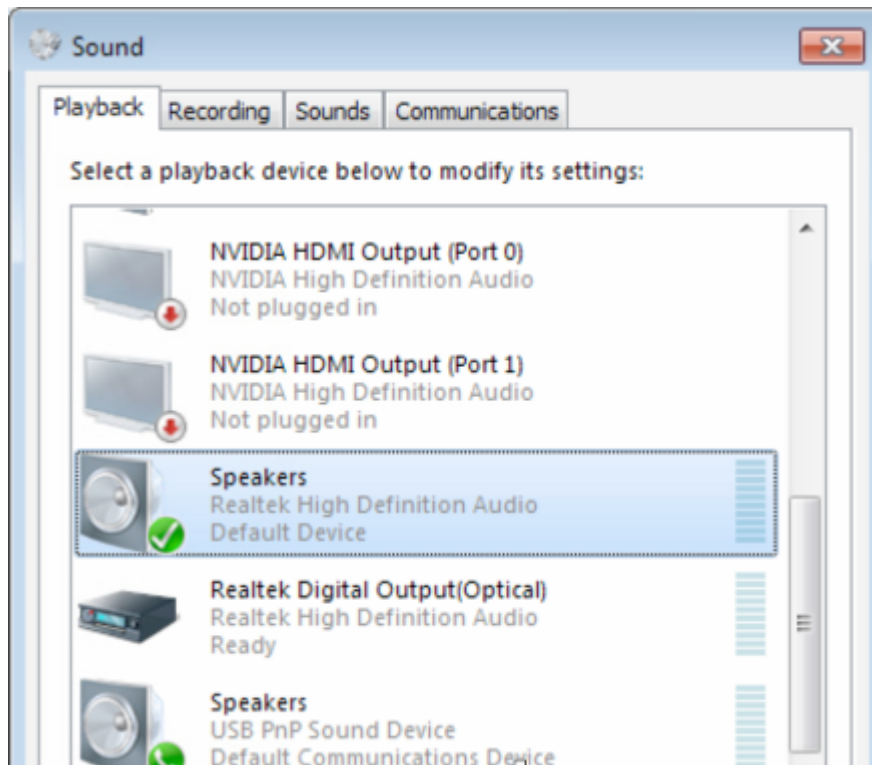 Sound
Playback Recording Sounds Communications
Select a playback device below to modify its settings:
NVIDIA HDMI Output (Port 0)
NVIDIA High Definition Audio
Not plugged in
NVIDIA HDMI Output (Port 1)
NVIDIA High Definition Audio
Not plugged in
Speakers
Realtek High Definition Audio
Default Device
Realtek Digital Output(Optical)
Realtek High Definition Audio
Ready
Speakers
USB PnP Sound Device
Default Communications Device